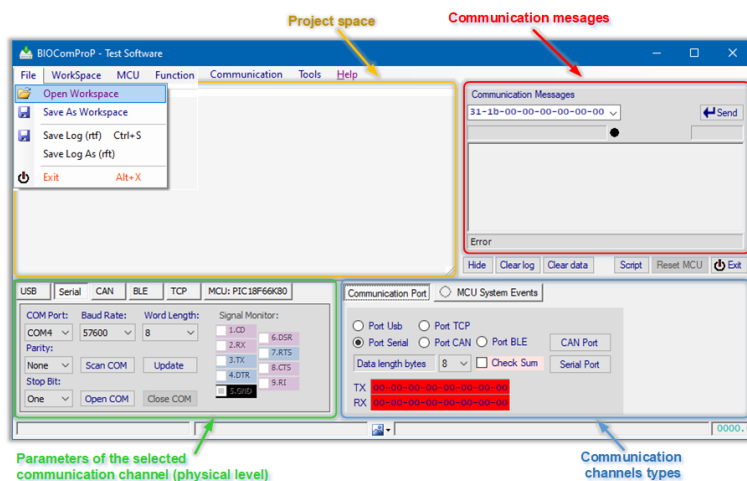 Project space
Communication mesages
BIOComProP - Test Software
File WorkSpace MCU Function Communication Tools Help
Open Workspace
Save As Workspace
Save Log (rtf) Ctrl+S
Save Log As (rft)
Exit Alt+X
Communication Messages
31-1b-00-00-00-00-00-00
Send
Error
Hide Clear log Clear data Script Reset MCU Exit
USB Serial CAN BLE TCP MCU: PIC18F66K80
COM Port: Baud Rate: Word Length: Signal Monitor:
COM4 57600 8
Parity:
None Scan COM Update
Stop Bit:
One Open COM Close COM
1.CD
2.RX
3.TX
4.DTR
5.GND
6.DSR
7.RTS
8.CTS
9.RI
Communication Port MCU System Events
Port Usb Port TCP
Port Serial Port CAN Port BLE CAN Port
Data length bytes 8 Check Sum Serial Port
TX 00-00-00-00-00-00-00-00
RX 00-00-00-00-00-00-00-00
0000.
Parameters of the selected
communication channel (physical level)
Communication
channels types